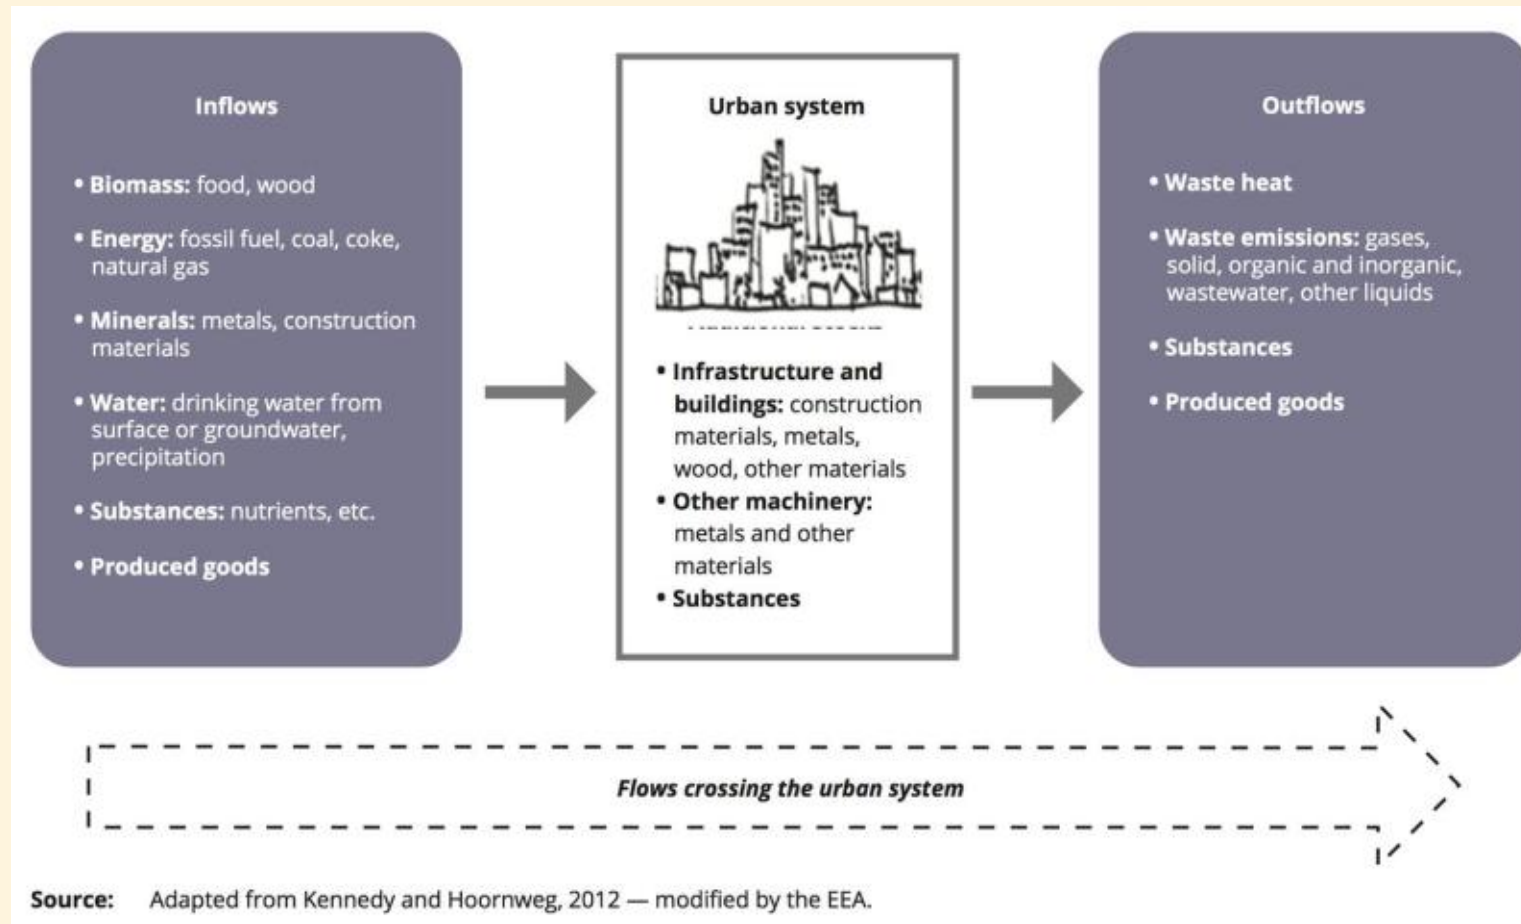 Inflows
• Biomass: food, wood
• Energy: fossil fuel, coal, coke,
natural gas
• Minerals: metals, construction
materials
• Water: drinking water from
surface or groundwater,
precipitation
• Substances: nutrients, etc.
• Produced goods
Urban system
• Infrastructure and
buildings: construction
materials, metals,
wood, other materials
• Other machinery:
metals and other
materials
• Substances
Outflows
• Waste heat
• Waste emissions: gases,
solid, organic and inorganic,
wastewater, other liquids
• Substances
• Produced goods
Flows crossing the urban system
Source: Adapted from Kennedy and Hoornweg, 2012 — modified by the EEA.